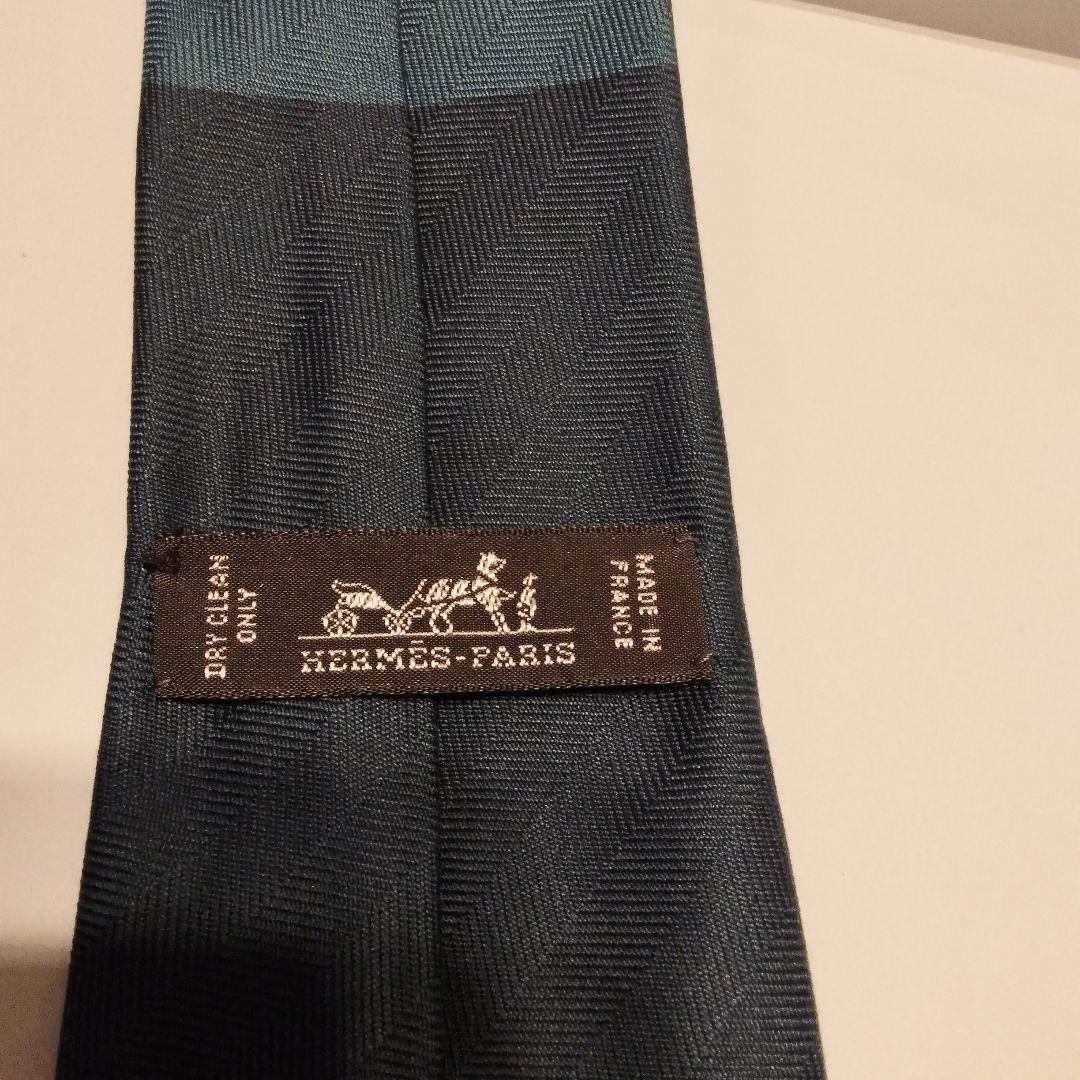 DRY CLEAN
ONLY
HERMÈS-PARIS
MADE IN
FRANCE